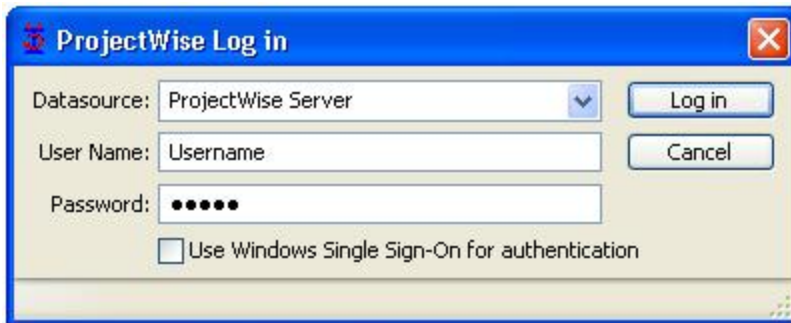 ProjectWise Log in
Datasource: ProjectWise Server Log in
User Name: Username Cancel
Password: •••••
Use Windows Single Sign-On for authentication